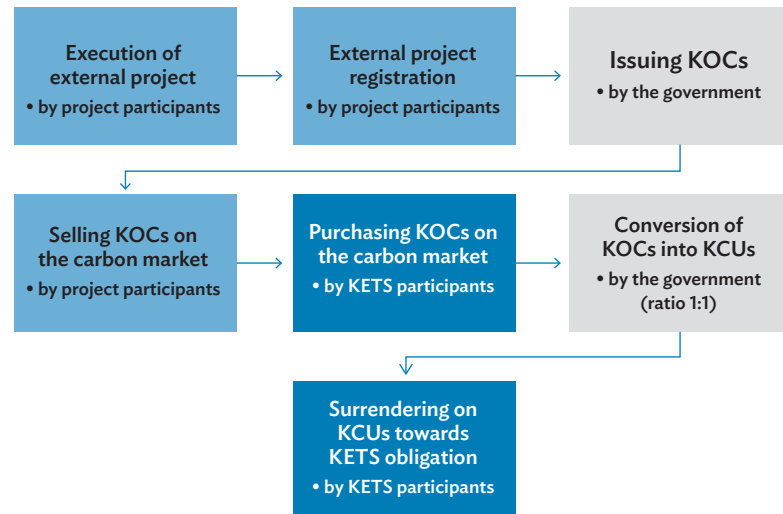 Execution of
external project
• by project participants
External project
registration
• by project participants
Issuing KOCs
• by the government
Selling KOCs on
the carbon market
• by project participants
Purchasing KOCs on
the carbon market
• by KETS participants
Conversion of
KOCs into KCUs
• by the government
(ratio 1:1)
Surrendering on
KCUs towards
KETS obligation
• by KETS participants